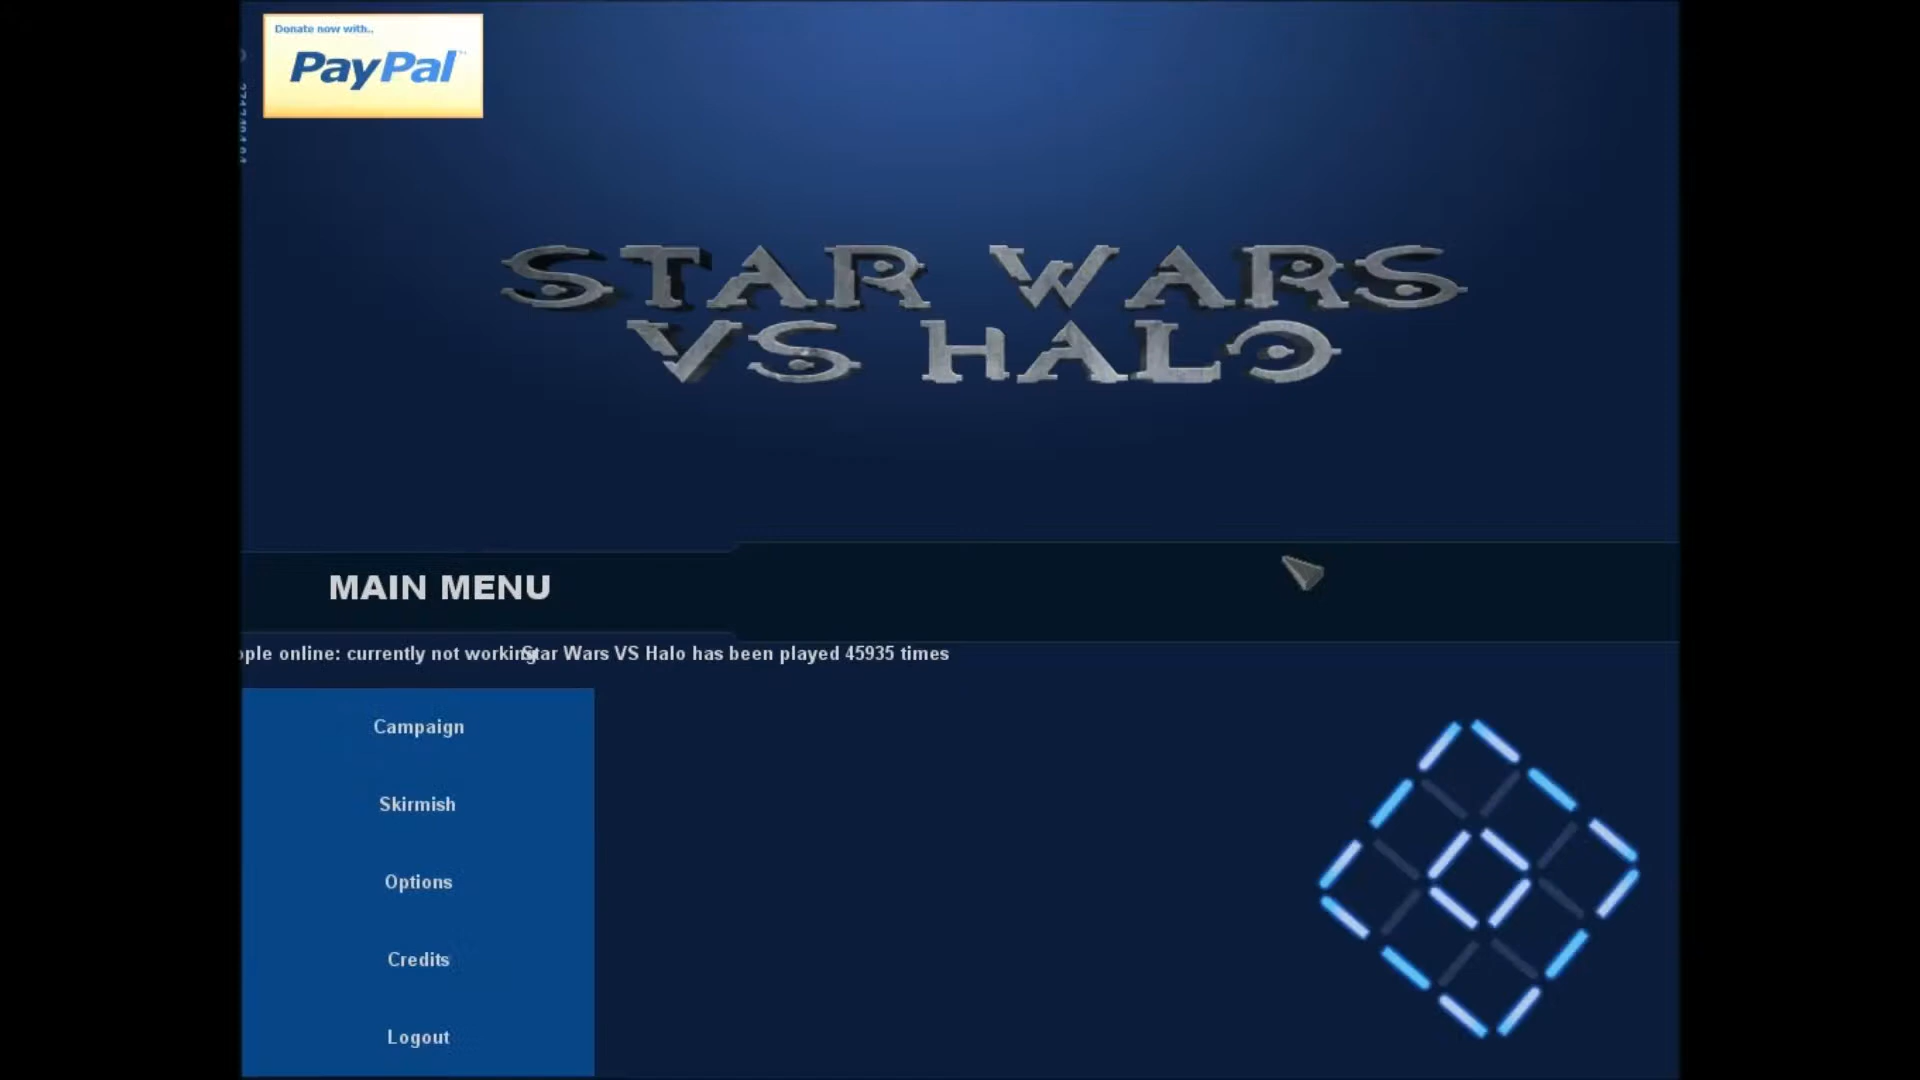 Donate now with..
PayPal
STAR WARS
VS HALO
MAIN MENU
ople online: currently not working
Star Wars VS Halo has been played 45935 times
Campaign
Skirmish
Options
Credits
Logout